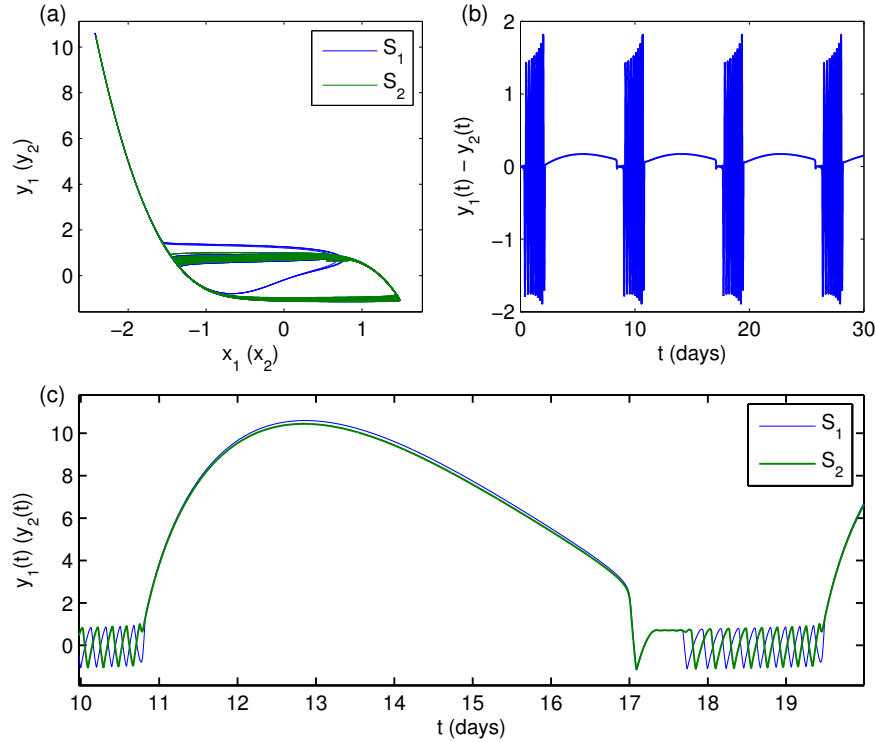 (a)
10
8
6
4
2
0
−2
−1
0
1
y₁ (y₂)
x₁ (x₂)
S₁
S₂
(b)
2
1
0
−1
−2
0
10
20
30
y₁(t) − y₂(t)
t (days)
(c)
10
8
6
4
2
0
10
11
12
13
14
15
16
17
18
19
y₁(t) (y₂(t))
t (days)
S₁
S₂